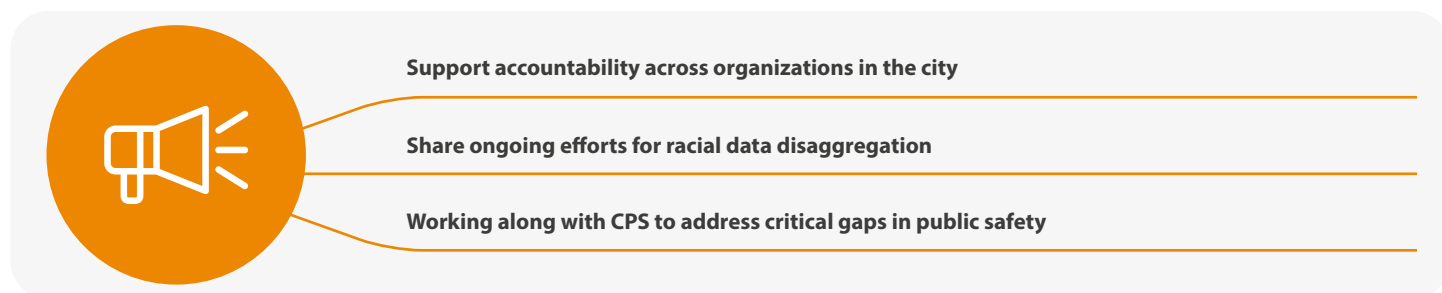 Support accountability across organizations in the city
Share ongoing efforts for racial data disaggregation
Working along with CPS to address critical gaps in public safety